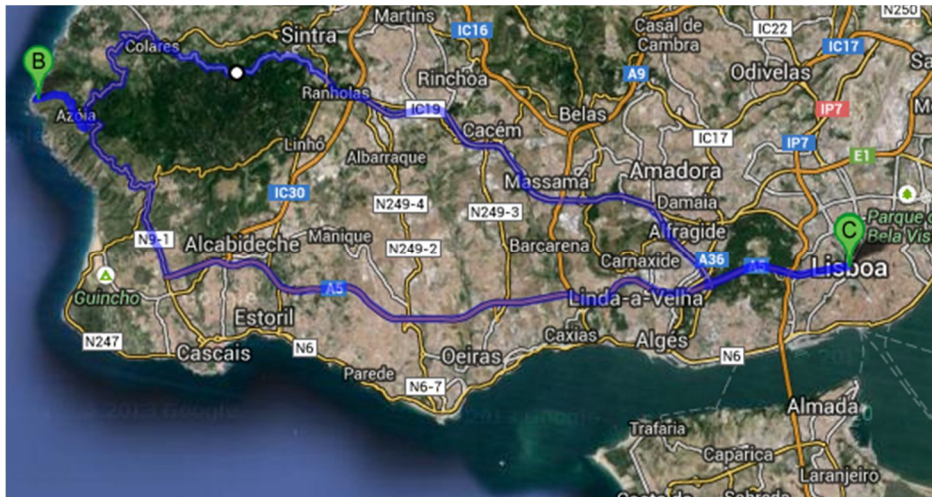 N250
Martins
IC16
Casal de
Cambra
IC22
IC17
Colares
Sintra
B
Rinchoa
A9
Odivelas
Ranholas
IC19
Belas
IP7
Azóia
Cacém
IC17
IP7
E1
Linhó
Albarraque
Massamá
Amadora
IC30
N249-4
N249-3
Damaia
Parque
Bela Vis
N9-1
Alcabideche
Manique
N249-2
Barcarena
Alfragide
C
Carnaxide
A36
A5
Lisboa
Guincho
A5
Linda-a-Velha
Estoril
N247
Cascais
N6
Oeiras
Caxias
Algés
N6
Parede
N6-7
Almada
Trafaria
Caparica
Laranjeiro